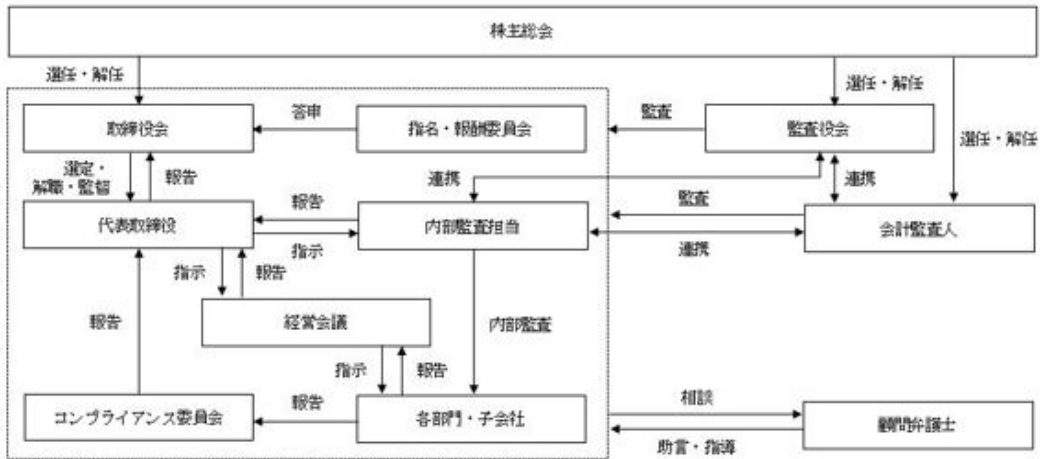 株主総会
選任・解任
選任・解任
選任・解任
取締役会
答申
指名・報酬委員会
監査
監査役会
選定・
解職・監督
報告
連携
連携
代表取締役
報告
指示
内部監査担当
監査
連携
会計監査人
指示
報告
経営会議
報告
内部監査
指示
報告
コンプライアンス委員会
報告
各部門・子会社
相談
助言・指導
顧問弁護士